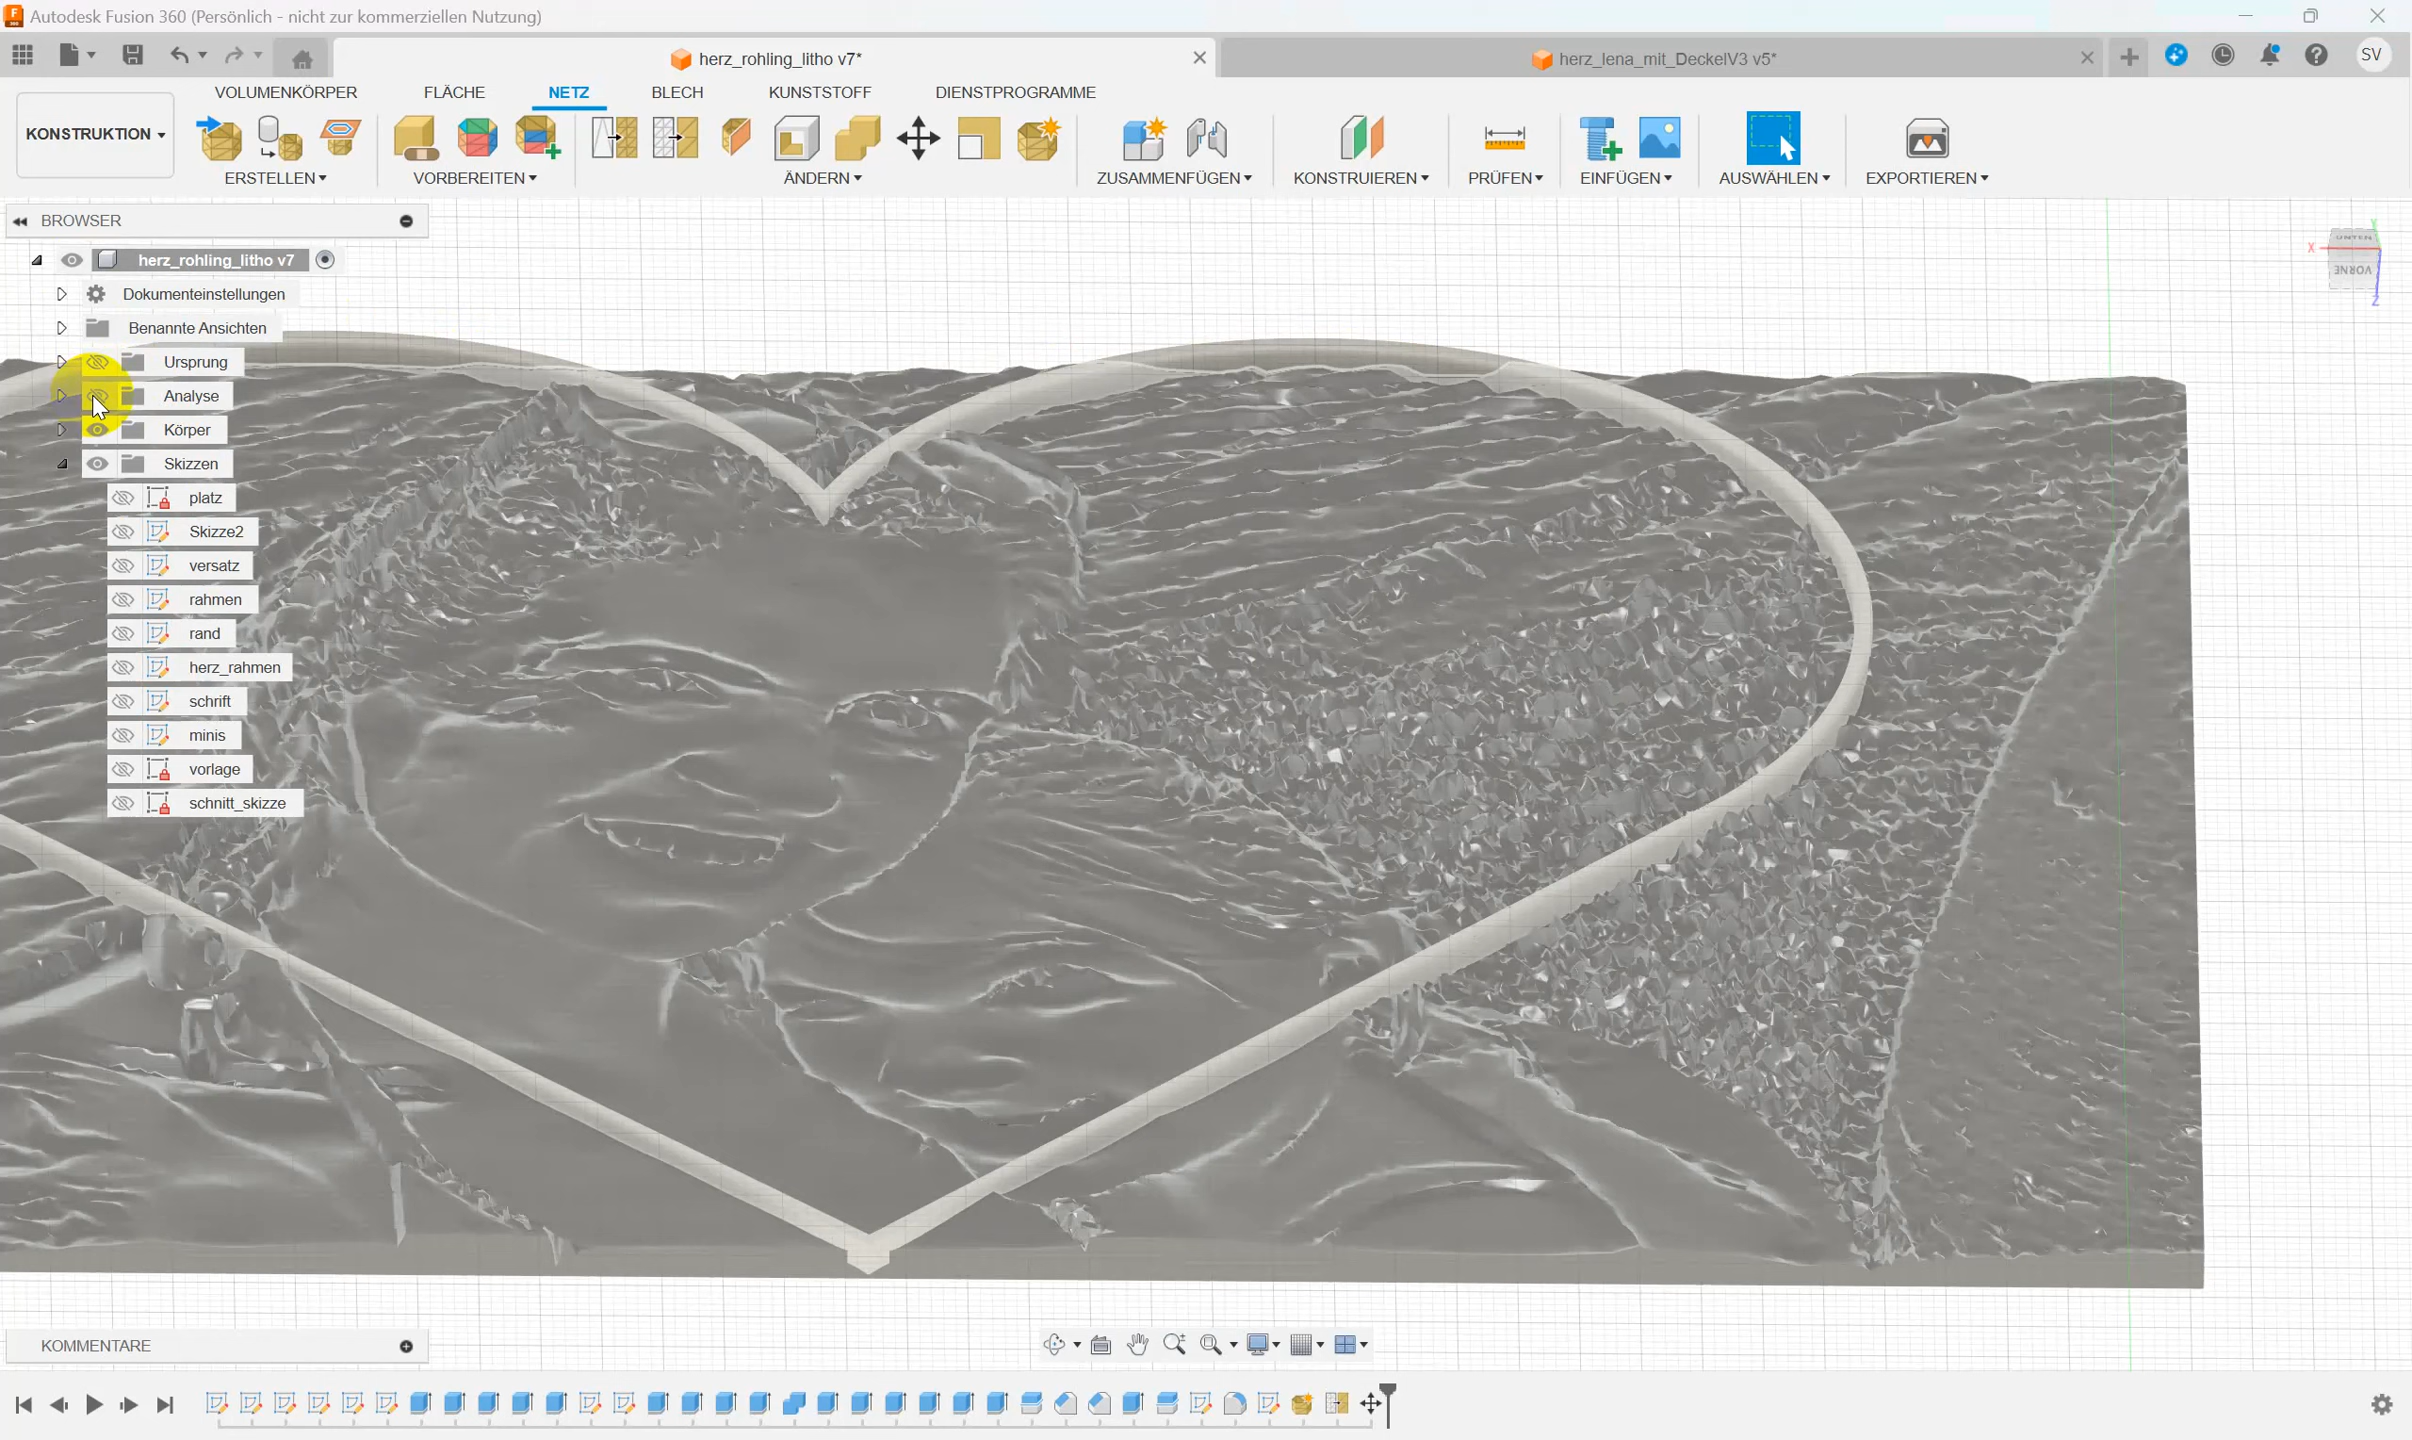 Autodesk Fusion 360 (Persönlich - nicht zur kommerziellen Nutzung)
herz_rohling_litho v7*
herz_lena_mit_DeckelV3 v5*
SV
VOLUMENKÖRPER FLÄCHE NETZ BLECH KUNSTSTOFF DIENSTPROGRAMME
KONSTRUKTION
ERSTELLEN VORBEREITEN ÄNDERN ZUSAMMENFÜGEN KONSTRUIEREN PRÜFEN EINFÜGEN AUSWÄHLEN EXPORTIEREN
BROWSER
herz_rohling_litho v7
Dokumenteinstellungen
Benannte Ansichten
Ursprung
Analyse
Körper
Skizzen
platz
Skizze2
versatz
rahmen
rand
herz_rahmen
schrift
minis
vorlage
schnitt_skizze
Y
UNTEN
X
VORNE
Z
KOMMENTARE